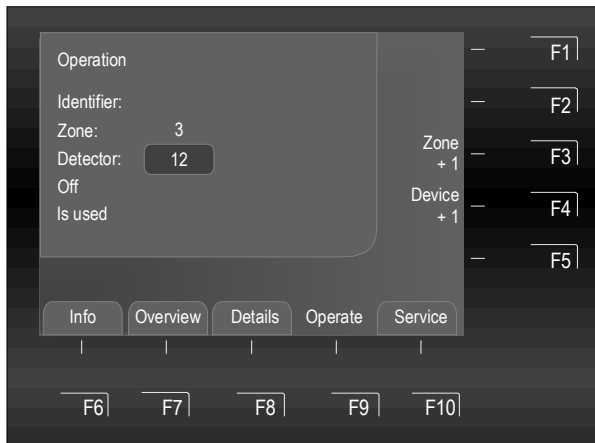 Operation
Identifier:
Zone: 3
Detector: 12
Off
Is used
Zone
+ 1
Device
+ 1
F1
F2
F3
F4
F5
Info Overview Details Operate Service
F6 F7 F8 F9 F10